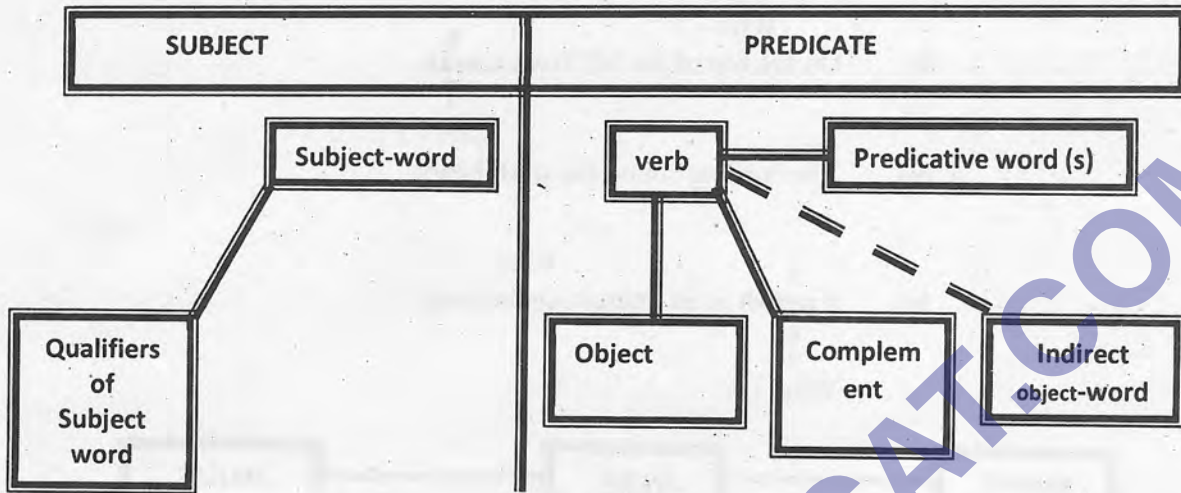 SUBJECT
PREDICATE
Subject-word
verb
Predicative word (s)
Qualifiers
of
Subject
word
Object
Complem
ent
Indirect
object-word